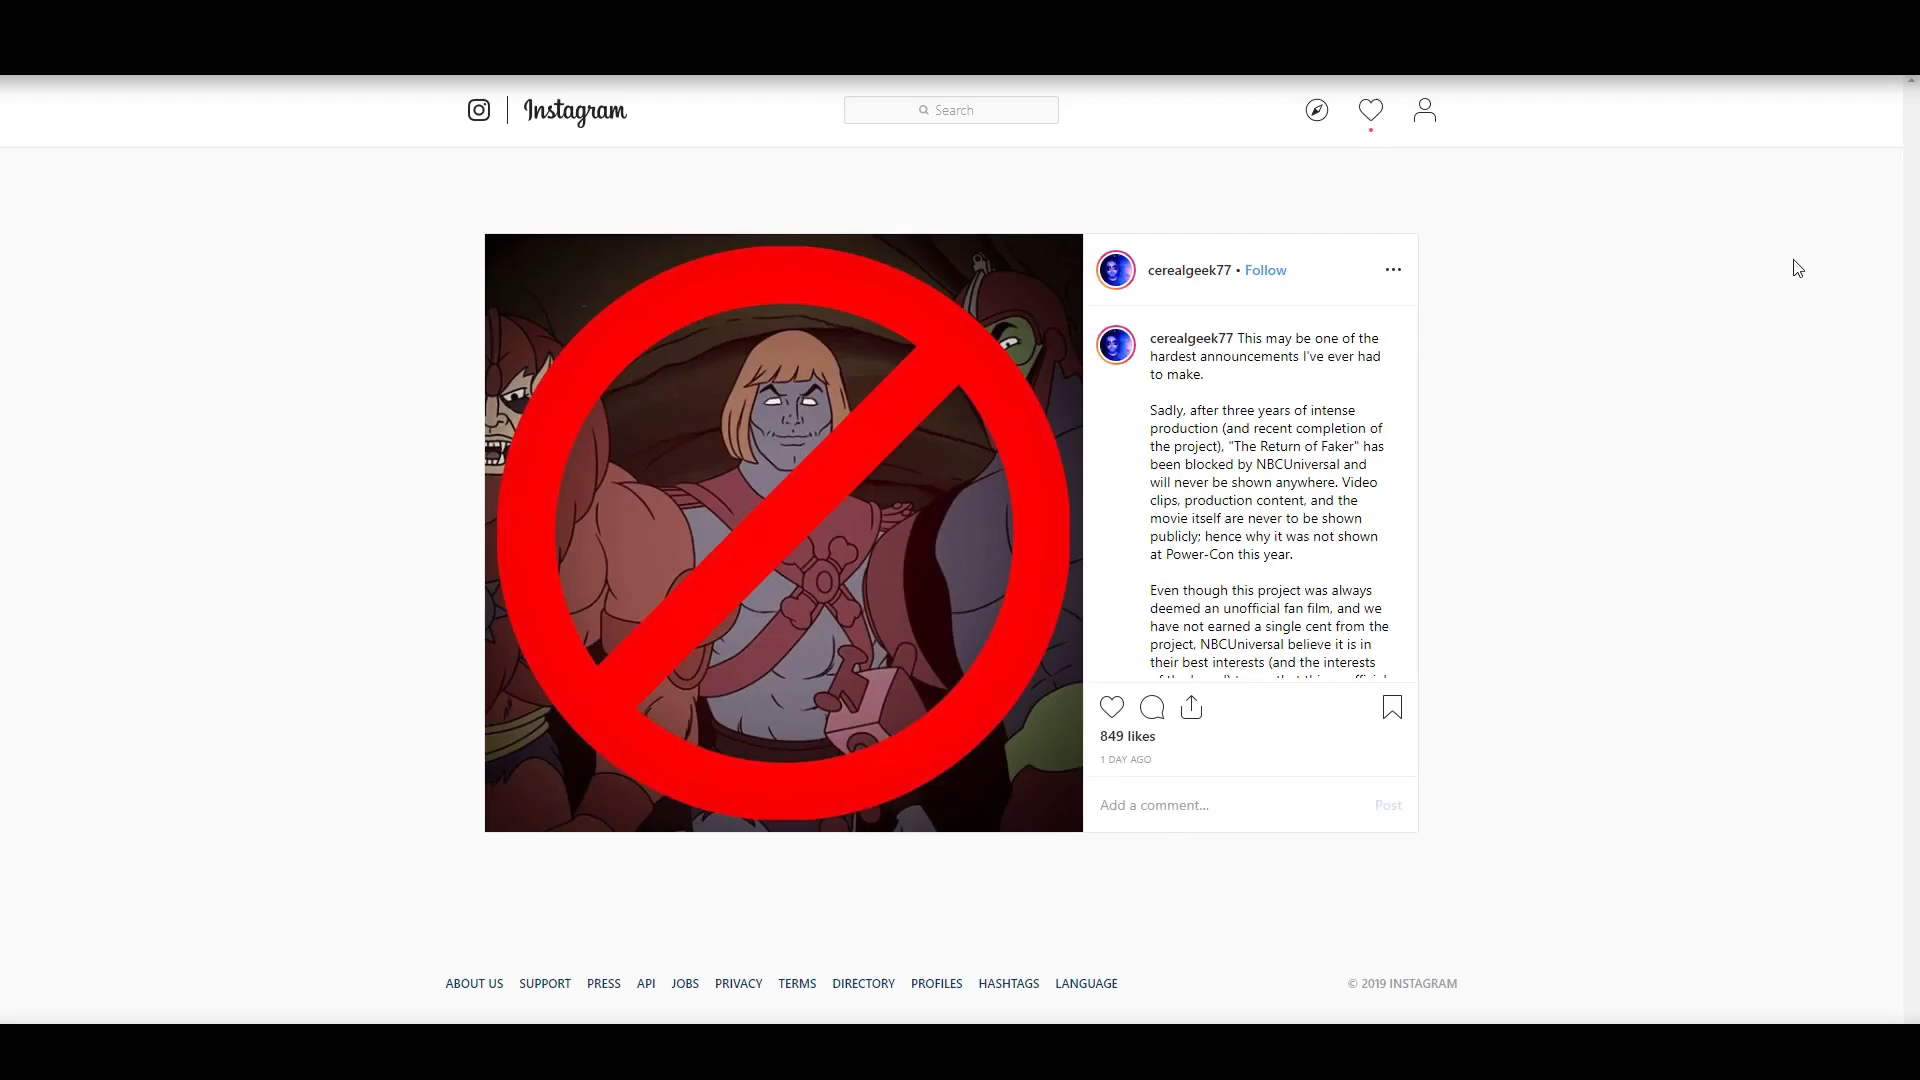 Instagram
Search
cerealgeek77 • Follow
cerealgeek77 This may be one of the
hardest announcements I've ever had
to make.
Sadly, after three years of intense
production (and recent completion of
the project), "The Return of Faker" has
been blocked by NBCUniversal and
will never be shown anywhere. Video
clips, production content, and the
movie itself are never to be shown
publicly; hence why it was not shown
at Power-Con this year.
Even though this project was always
deemed an unofficial fan film, and we
have not earned a single cent from the
project, NBCUniversal believe it is in
their best interests (and the interests
849 likes
1 DAY AGO
Add a comment... Post
ABOUT US SUPPORT PRESS API JOBS PRIVACY TERMS DIRECTORY PROFILES HASHTAGS LANGUAGE © 2019 INSTAGRAM